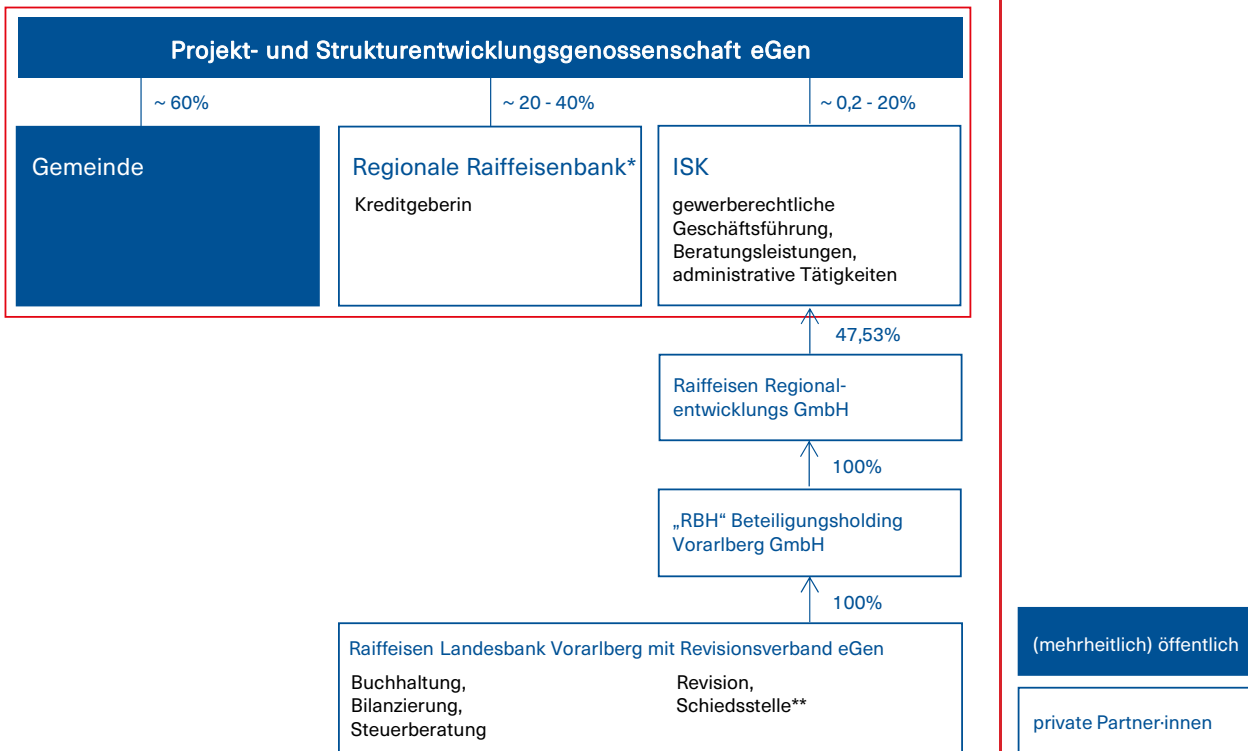 Projekt- und Strukturentwicklungsgenossenschaft eGen
~ 60%
~ 20 - 40%
~ 0,2 - 20%
Gemeinde
Regionale Raiffeisenbank*
Kreditgeberin
ISK
gewerberechtliche
Geschäftsführung,
Beratungsleistungen,
administrative Tätigkeiten
47,53%
Raiffeisen Regional-
entwicklungs GmbH
100%
„RBH“ Beteiligungsholding
Vorarlberg GmbH
100%
Raiffeisen Landesbank Vorarlberg mit Revisionsverband eGen
Buchhaltung,
Bilanzierung,
Steuerberatung
Revision,
Schiedsstelle**
(mehrheitlich) öffentlich
private Partner·innen